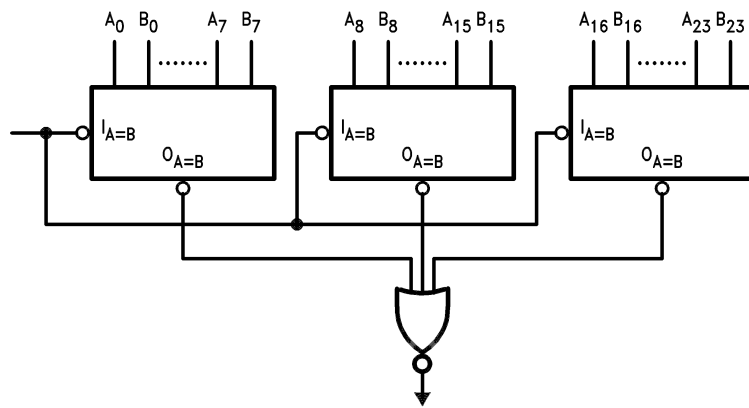 A0 B0 ........ A7 B7 A8 B8 ........ A15 B15 A16 B16 ........ A23 B23
IA=B IA=B IA=B
OA=B OA=B OA=B